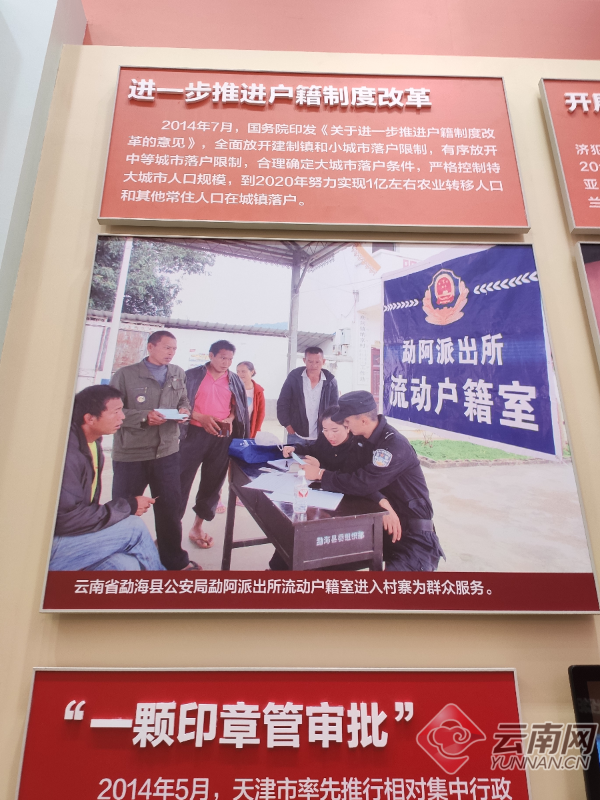 进一步推进户籍制度改革
2014年7月，国务院印发《关于进一步推进户籍制度改
革的意见》，全面放开建制镇和小城市落户限制，有序放开
中等城市落户限制，合理确定大城市落户条件，严格控制特
大城市人口规模，到2020年努力实现1亿左右农业转移人口
和其他常住人口在城镇落户。
开展
济犯
20
亚
兰
勐阿派出所
流动户籍室
云南省勐海县公安局勐阿派出所流动户籍室进入村寨为群众服务。
“一颗印章管审批”
2014年5月，天津市率先推行相对集中行政
云南网
YUNNAN.CN